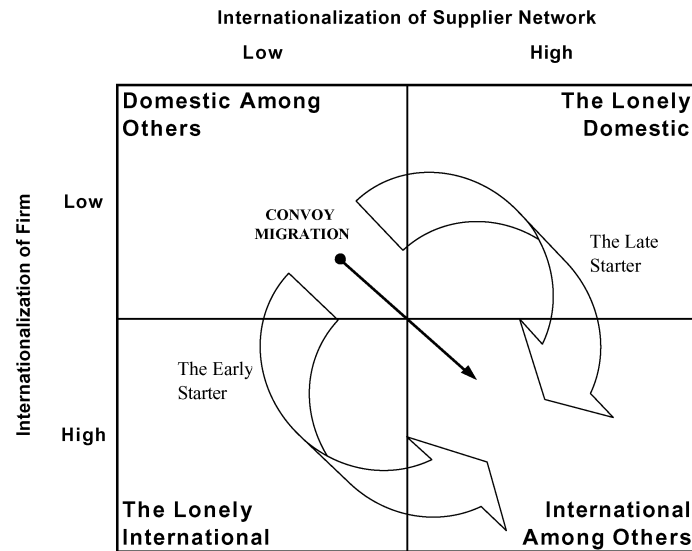 Internationalization of Supplier Network
Low
High
Domestic Among
Others
The Lonely
Domestic
Internationalization of Firm
Low
CONVOY
MIGRATION
The Late
Starter
The Early
Starter
High
The Lonely
International
International
Among Others